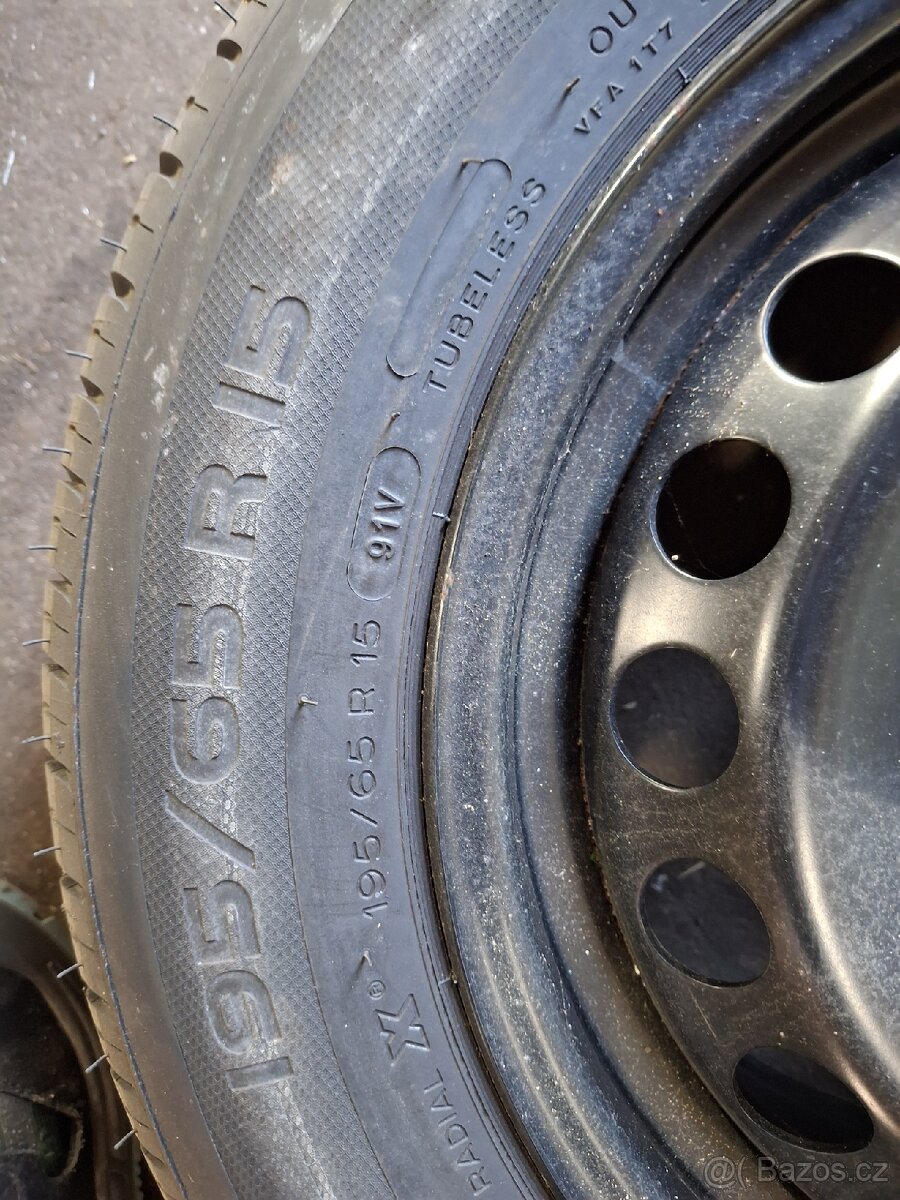 195/65 R 15
RADIAL X ® 195/65 R 15 91V
TUBELESS
OU
VFA 1T7
@ Bazos.cz